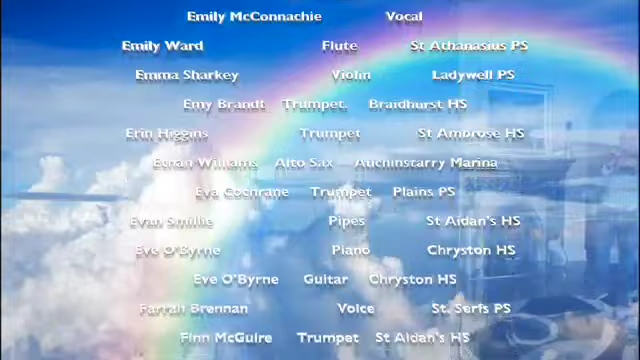 Emily McConnachie Vocal
Emily Ward Flute St Athanasius PS
Emma Sharkey Violin Ladywell PS
Emy Brandt Trumpet. Braidhurst HS
Erin Higgins Trumpet St Ambrose HS
Ethan Williams Alto Sax Auchinstarry Marina
Eva Cochrane Trumpet Plains PS
Evan Smillie Pipes St Aidan's HS
Eve O'Byrne Piano Chryston HS
Eve O'Byrne Guitar Chryston HS
Farrah Brennan Voice St. Serfs PS
Finn McGuire Trumpet St Aidan's HS